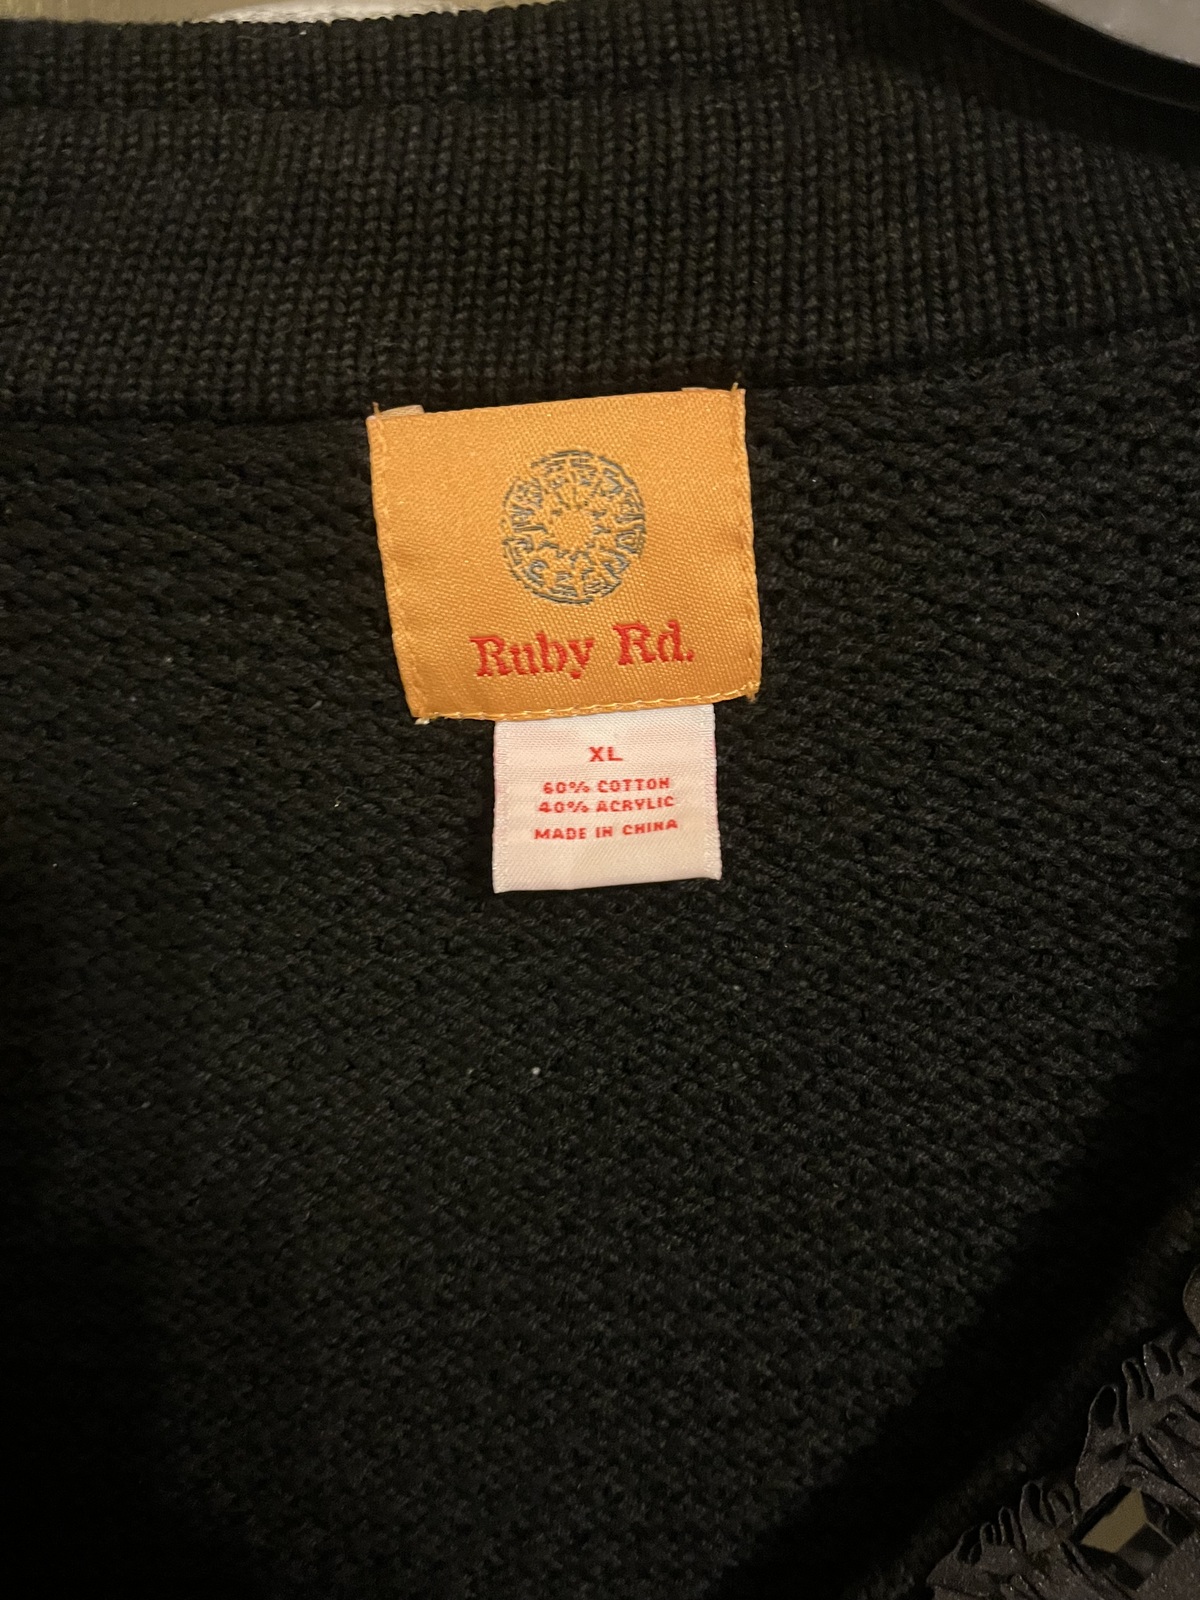 Ruby Rd.
XL
60% COTTON
40% ACRYLIC
MADE IN CHINA